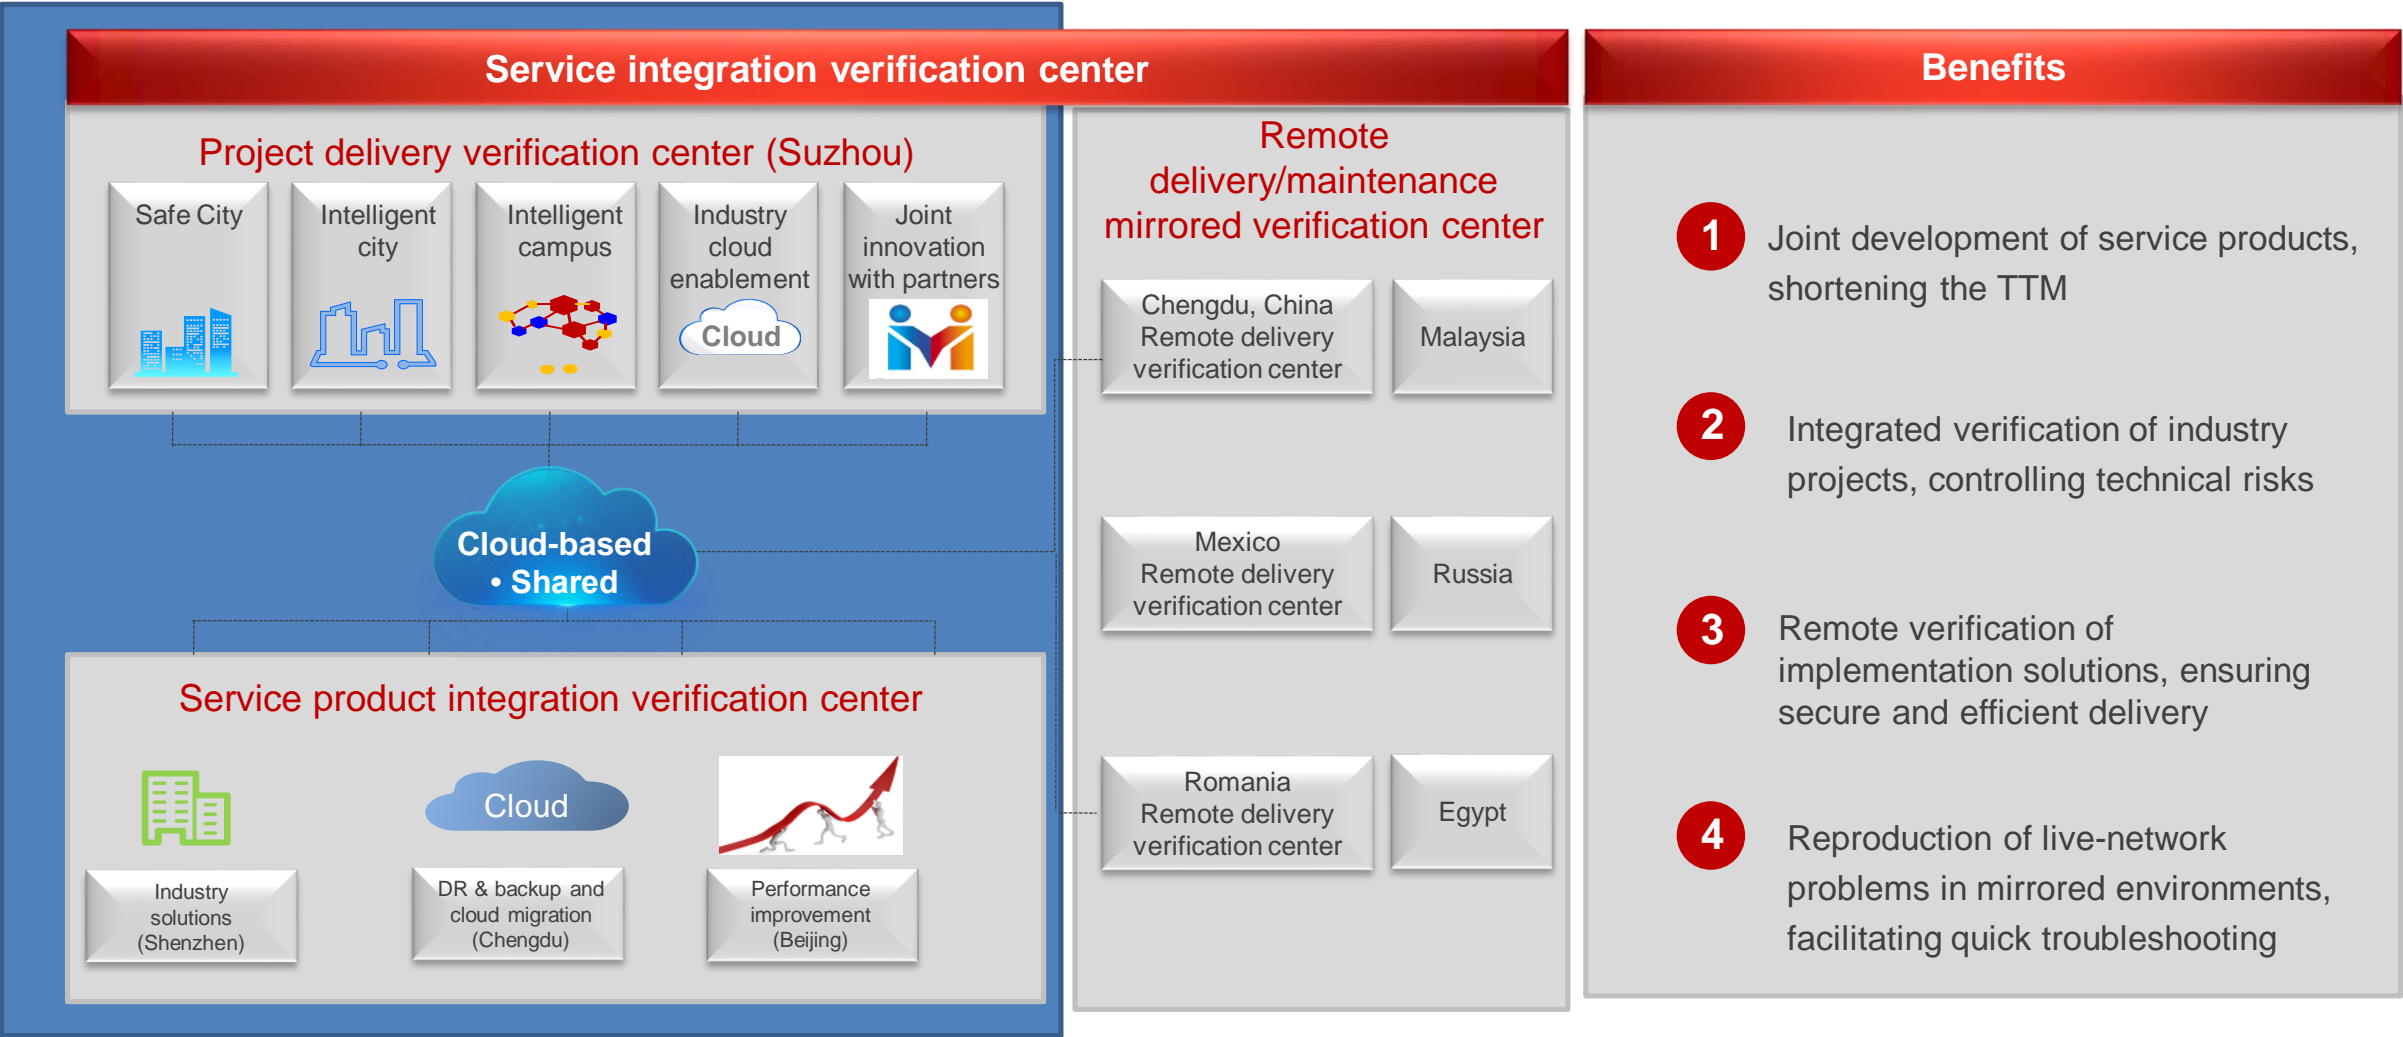 Service integration verification center
Project delivery verification center (Suzhou)
Safe City
Intelligent
city
Intelligent
campus
Industry
cloud
enablement
Cloud
Joint
innovation
with partners
Cloud-based
• Shared
Service product integration verification center
Cloud
Industry
solutions
(Shenzhen)
DR & backup and
cloud migration
(Chengdu)
Performance
improvement
(Beijing)
Remote
delivery/maintenance
mirrored verification center
Chengdu, China
Remote delivery
verification center
Malaysia
Mexico
Remote delivery
verification center
Russia
Romania
Remote delivery
verification center
Egypt
Benefits
1
Joint development of service products,
shortening the TTM
2
Integrated verification of industry
projects, controlling technical risks
3
Remote verification of
implementation solutions, ensuring
secure and efficient delivery
4
Reproduction of live-network
problems in mirrored environments,
facilitating quick troubleshooting